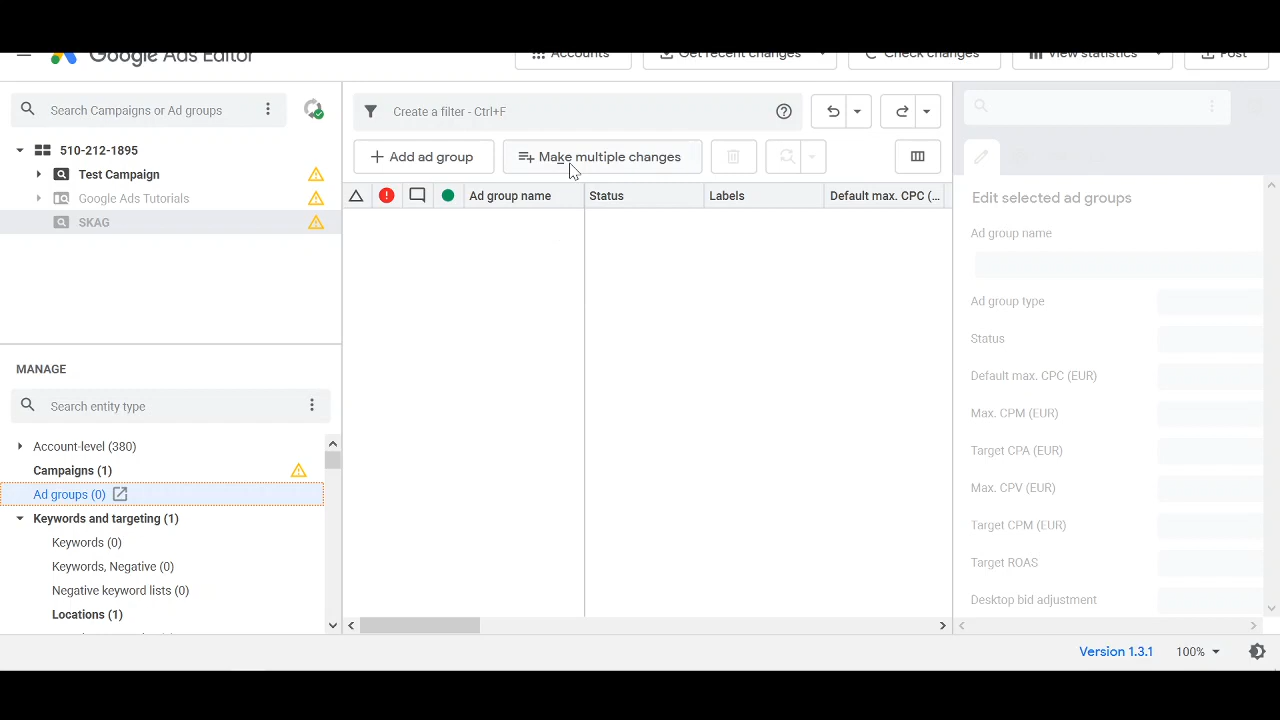 Google Ads Editor
Accounts
Get recent changes
Check changes
View statistics
Post
Search Campaigns or Ad groups
510-212-1895
Test Campaign
Google Ads Tutorials
SKAG
Create a filter - Ctrl+F
Add ad group
Make multiple changes
Ad group name
Status
Labels
Default max. CPC (...
MANAGE
Search entity type
Account-level (380)
Campaigns (1)
Ad groups (0)
Keywords and targeting (1)
Keywords (0)
Keywords, Negative (0)
Negative keyword lists (0)
Locations (1)
Edit selected ad groups
Ad group name
Ad group type
Status
Default max. CPC (EUR)
Max. CPM (EUR)
Target CPA (EUR)
Max. CPV (EUR)
Target CPM (EUR)
Target ROAS
Desktop bid adjustment
Version 1.3.1
100%